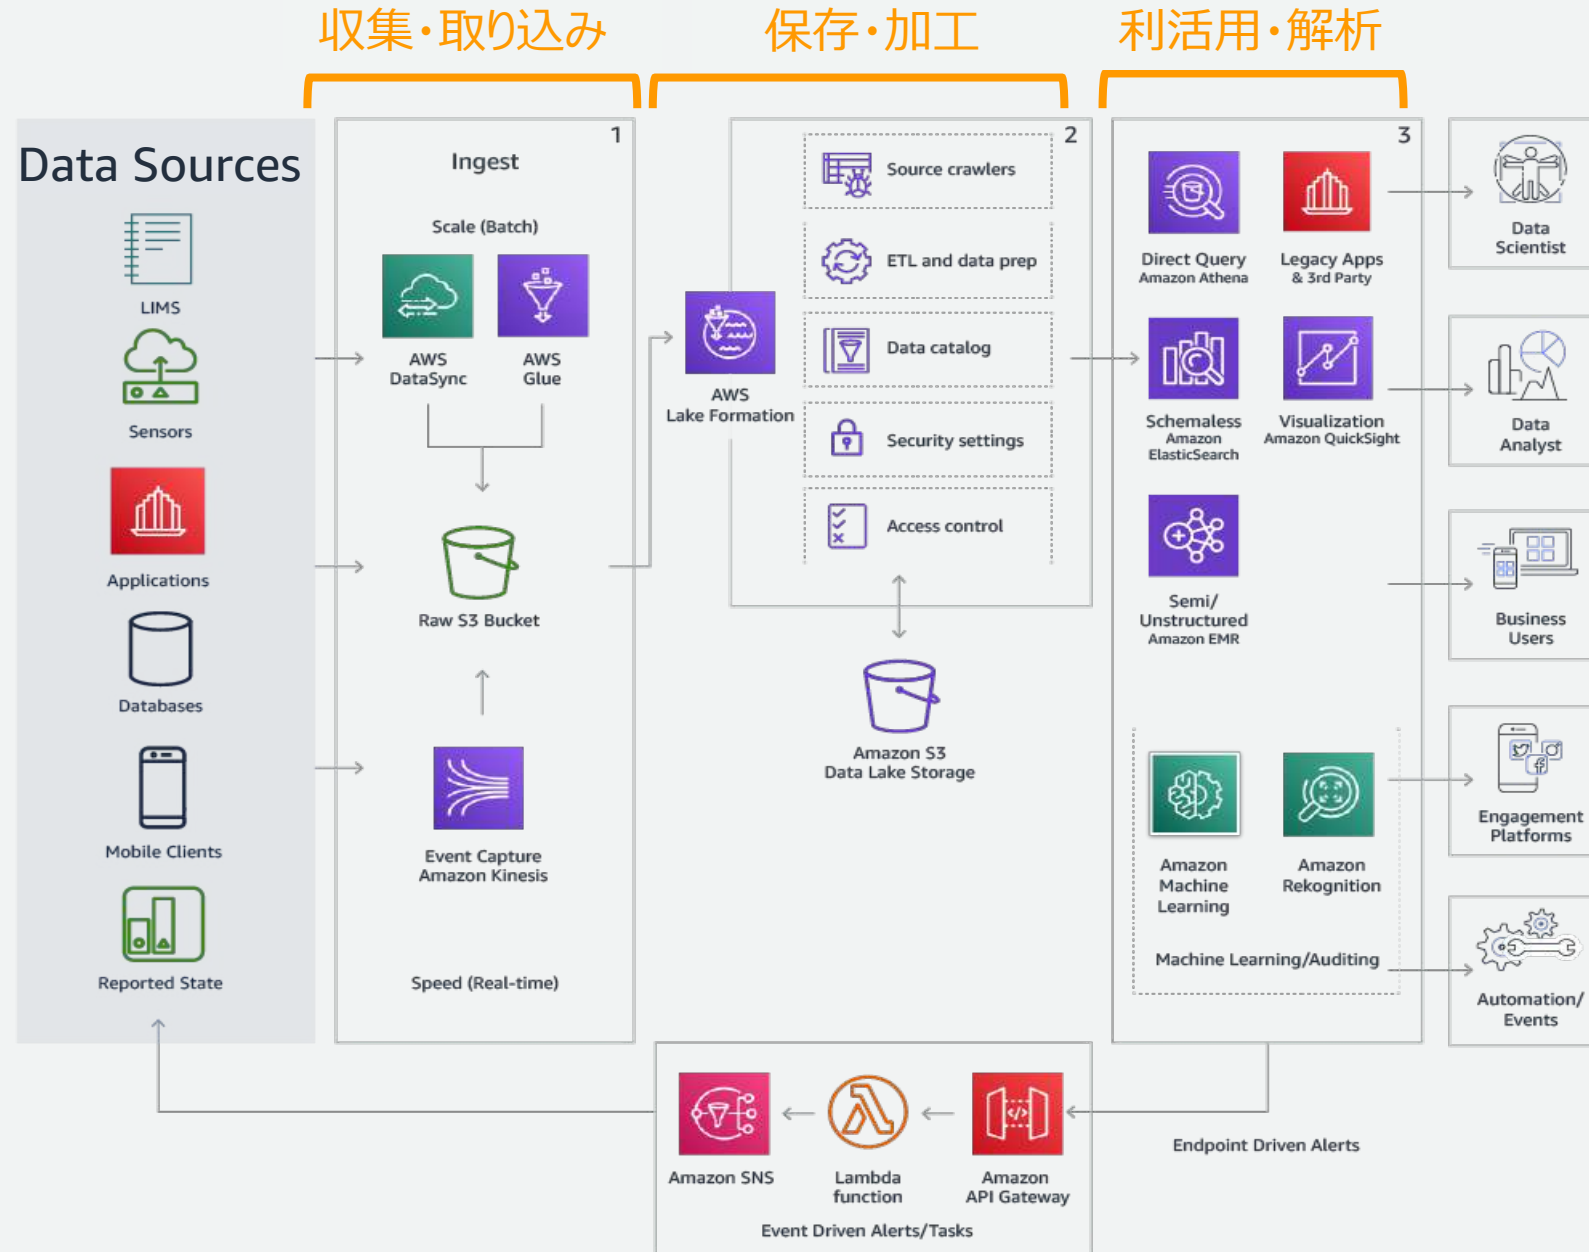 収集・取り込み
保存・加工
利活用・解析
Data Sources
LIMS
Sensors
Applications
Databases
Mobile Clients
Reported State
1
Ingest
Scale (Batch)
AWS
DataSync
AWS
Glue
Raw S3 Bucket
Event Capture
Amazon Kinesis
Speed (Real-time)
AWS
Lake Formation
2
Source crawlers
ETL and data prep
Data catalog
Security settings
Access control
Amazon S3
Data Lake Storage
3
Direct Query
Amazon Athena
Legacy Apps
& 3rd Party
Schemaless
Amazon
ElasticSearch
Visualization
Amazon QuickSight
Semi/
Unstructured
Amazon EMR
Amazon
Machine
Learning
Amazon
Rekognition
Machine Learning/Auditing
Data
Scientist
Data
Analyst
Business
Users
Engagement
Platforms
Automation/
Events
Amazon SNS
Lambda
function
Amazon
API Gateway
Event Driven Alerts/Tasks
Endpoint Driven Alerts